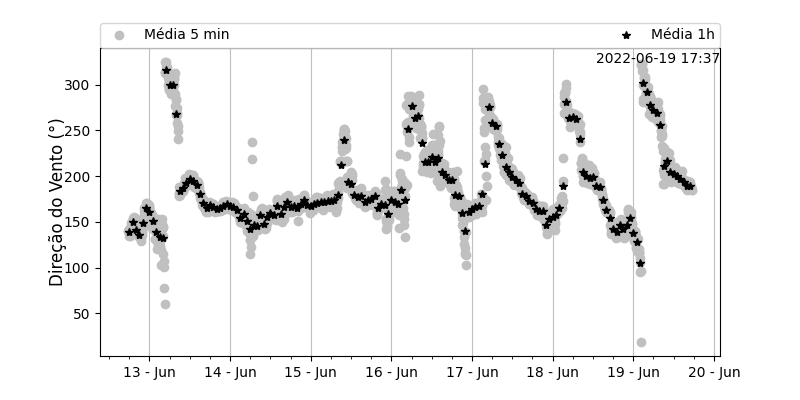 Média 5 min
Média 1h
2022-06-19 17:37
Direção do Vento (°)
300
250
200
150
100
50
13 - Jun
14 - Jun
15 - Jun
16 - Jun
17 - Jun
18 - Jun
19 - Jun
20 - Jun